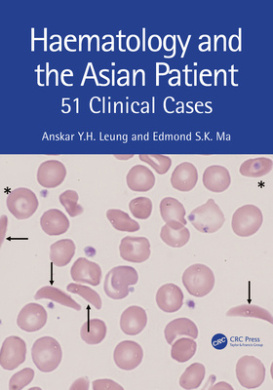 Haematology and
the Asian Patient
51 Clinical Cases
Anskar Y.H. Leung and Edmond S.K. Ma
*
*
CRC Press
Taylor & Francis Group